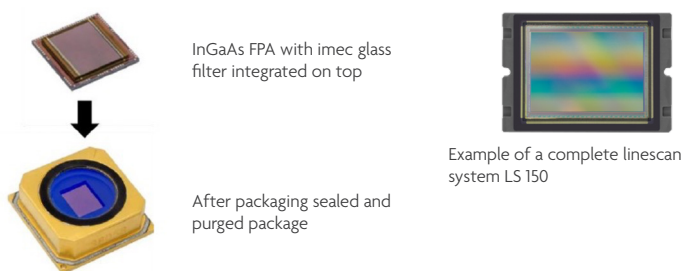 InGaAs FPA with imec glass
filter integrated on top
After packaging sealed and
purged package
Example of a complete linescan
system LS 150